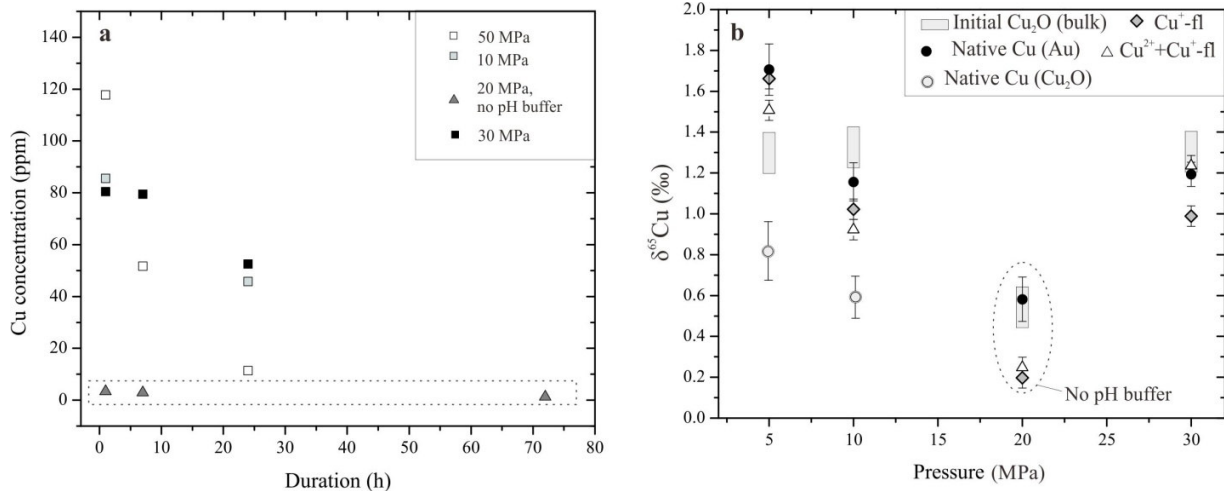 a
50 MPa
10 MPa
20 MPa,
no pH buffer
30 MPa
140
120
100
80
60
40
20
0
Cu concentration (ppm)
0 10 20 30 40 50 60 70 80
Duration (h)
b
Initial Cu₂O (bulk) Cu⁺-fl
Native Cu (Au) Cu²⁺+Cu⁺-fl
Native Cu (Cu₂O)
2.0
1.8
1.6
1.4
1.2
1.0
0.8
0.6
0.4
0.2
0.0
δ⁶⁵Cu (‰)
No pH buffer
5 10 15 20 25 30
Pressure (MPa)